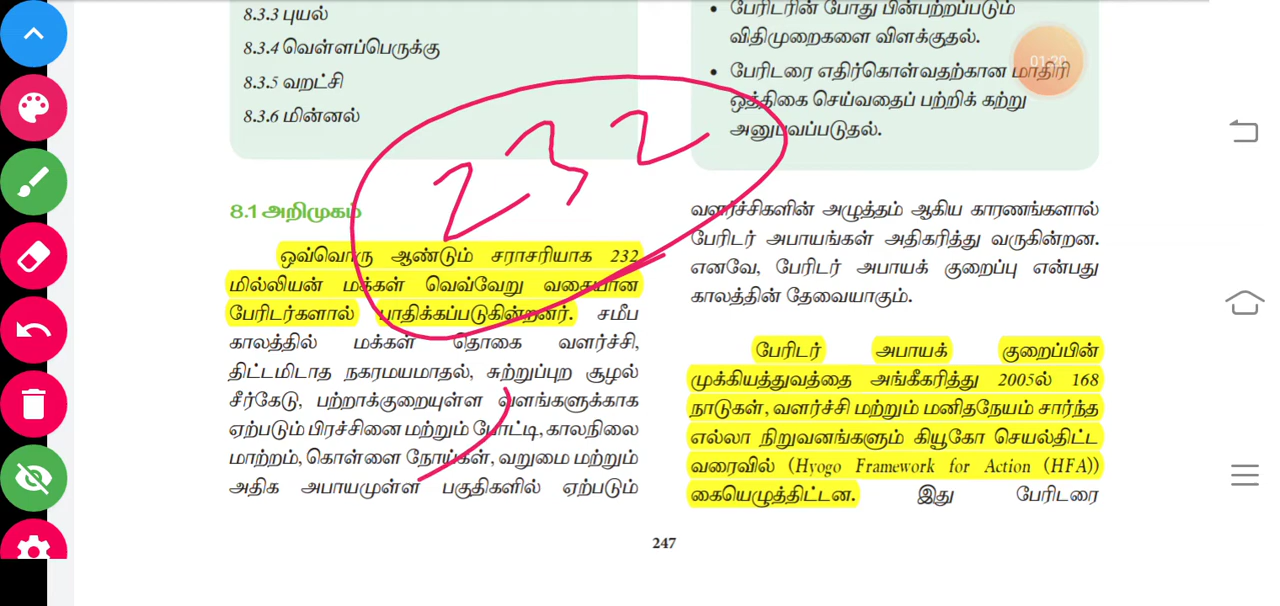 8.3.3 புயல்
8.3.4 வெள்ளப்பெருக்கு
8.3.5 வறட்சி
8.3.6 மின்னல்
• பேரிடரின் போது பின்பற்றப்படும்
விதிமுறைகளை விளக்குதல்.
• பேரிடரை எதிர்கொள்வதற்கான மாதிரி
ஒத்திகை செய்வதைப் பற்றிக் கற்று
அனுபவப்படுதல்.
01:20
232
8.1 அறிமுகம்
ஒவ்வொரு ஆண்டும் சராசரியாக 232
மில்லியன் மக்கள் வெவ்வேறு வகையான
பேரிடர்களால் பாதிக்கப்படுகின்றனர். சமீப
காலத்தில் மக்கள் தொகை வளர்ச்சி,
திட்டமிடாத நகரமயமாதல், சுற்றுப்புற சூழல்
சீர்கேடு, பற்றாக்குறையுள்ள வளங்களுக்காக
ஏற்படும் பிரச்சினை மற்றும் போட்டி, காலநிலை
மாற்றம், கொள்ளை நோய்கள், வறுமை மற்றும்
அதிக அபாயமுள்ள பகுதிகளில் ஏற்படும்
வளர்ச்சிகளின் அழுத்தம் ஆகிய காரணங்களால்
பேரிடர் அபாயங்கள் அதிகரித்து வருகின்றன.
எனவே, பேரிடர் அபாயக் குறைப்பு என்பது
காலத்தின் தேவையாகும்.
பேரிடர் அபாயக் குறைப்பின்
முக்கியத்துவத்தை அங்கீகரித்து 2005ல் 168
நாடுகள், வளர்ச்சி மற்றும் மனிதநேயம் சார்ந்த
எல்லா நிறுவனங்களும் கியூகோ செயல்திட்ட
வரைவில் (Hyogo Framework for Action (HFA))
கையெழுத்திட்டன. இது பேரிடரை
247